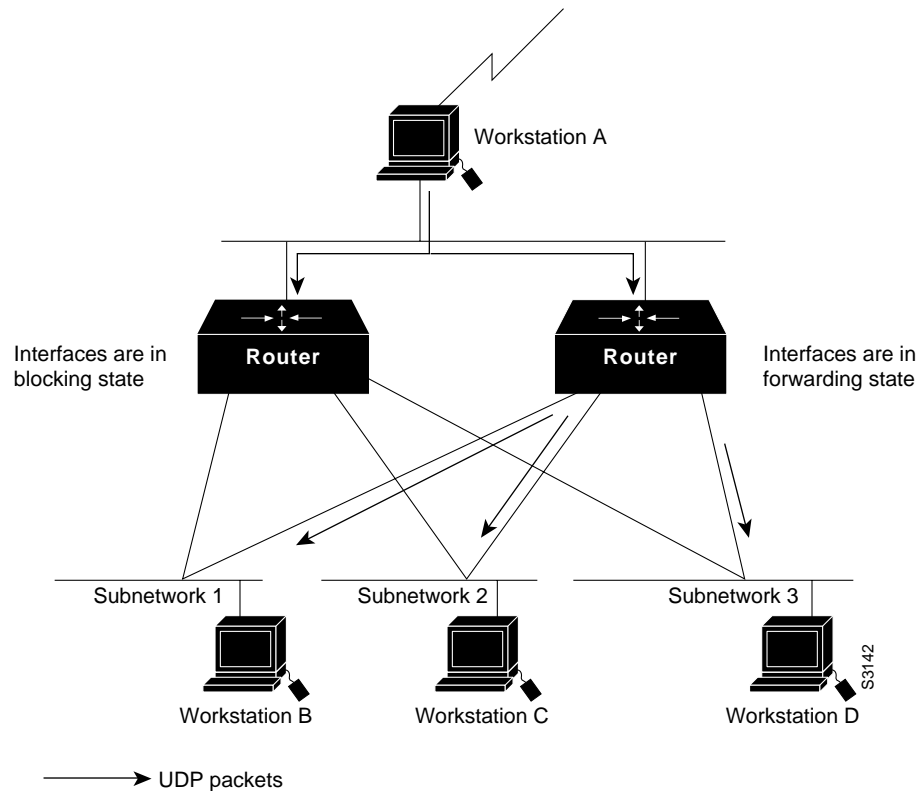 Workstation A
Interfaces are in
blocking state
Router
Router
Interfaces are in
forwarding state
Subnetwork 1
Subnetwork 2
Subnetwork 3
Workstation B
Workstation C
Workstation D
S3142
UDP packets